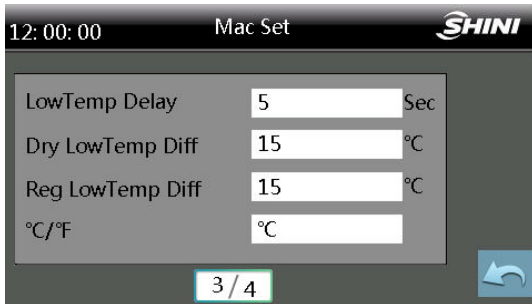 12: 00: 00 Mac Set SHINI
LowTemp Delay 5 Sec
Dry LowTemp Diff 15 °C
Reg LowTemp Diff 15 °C
°C/°F °C
3/4